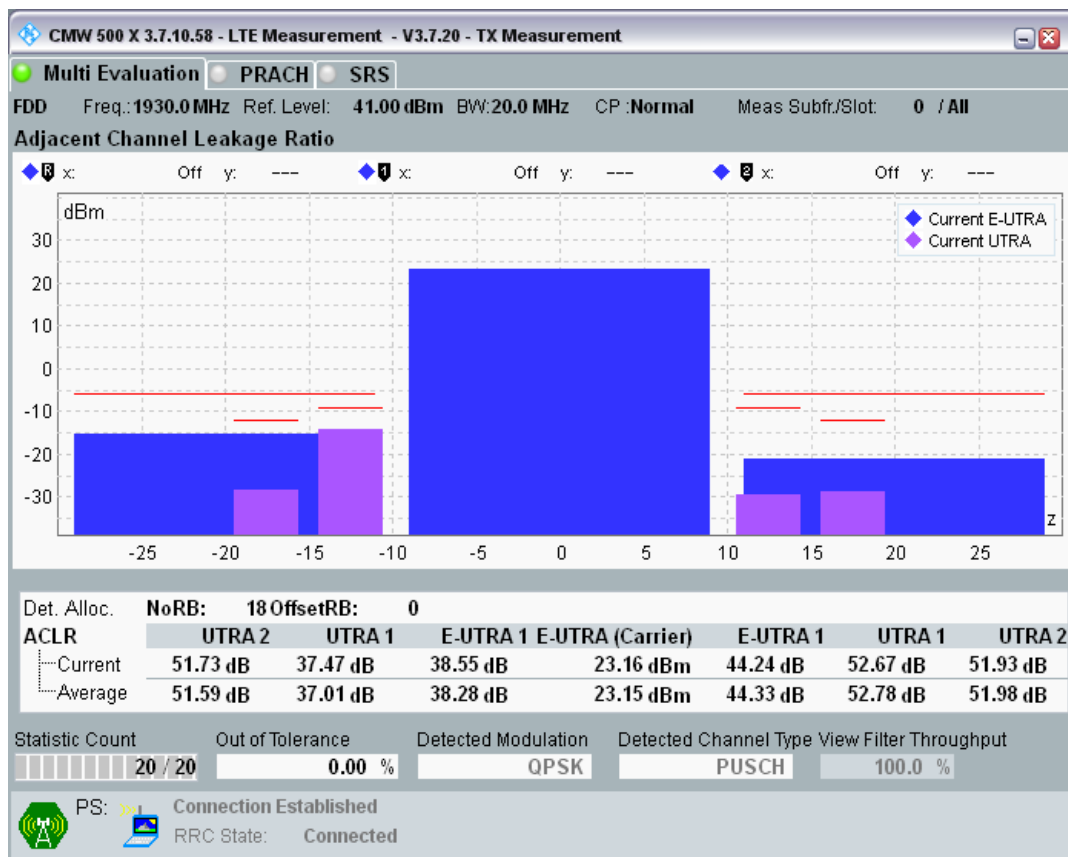 CMW 500 X 3.7.10.58 - LTE Measurement - V3.7.20 - TX Measurement
Multi Evaluation PRACH SRS
FDD Freq.:1930.0 MHz Ref. Level: 41.00 dBm BW:20.0 MHz CP :Normal Meas Subfr./Slot: 0 / All
Adjacent Channel Leakage Ratio
R x: Off y: --- 1 x: Off y: --- 2 x: Off y: ---
dBm
Current E-UTRA
Current UTRA
30
20
10
0
-10
-20
-30
z
-25 -20 -15 -10 -5 0 5 10 15 20 25
Det. Alloc. NoRB: 18 OffsetRB: 0
ACLR UTRA 2 UTRA 1 E-UTRA 1 E-UTRA (Carrier) E-UTRA 1 UTRA 1 UTRA 2
Current 51.73 dB 37.47 dB 38.55 dB 23.16 dBm 44.24 dB 52.67 dB 51.93 dB
Average 51.59 dB 37.01 dB 38.28 dB 23.15 dBm 44.33 dB 52.78 dB 51.98 dB
Statistic Count Out of Tolerance Detected Modulation Detected Channel Type View Filter Throughput
20 / 20 0.00 % QPSK PUSCH 100.0 %
PS: Connection Established
RRC State: Connected